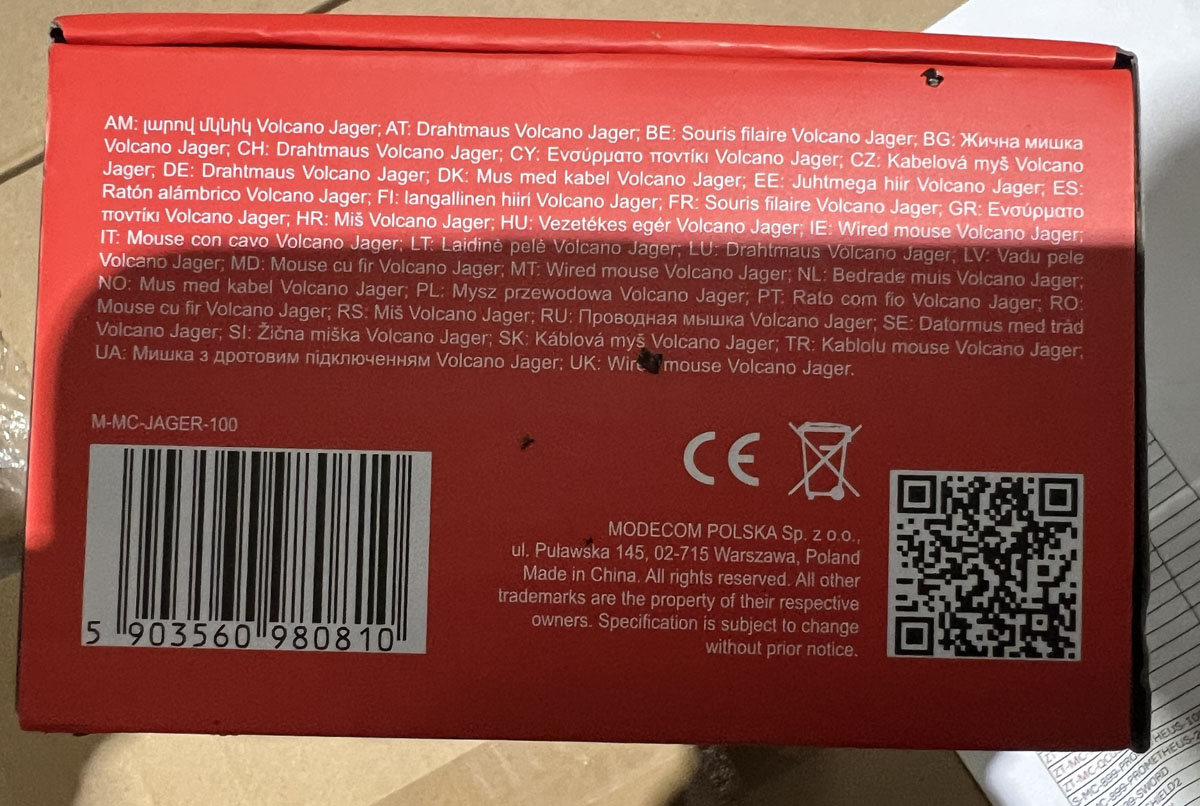 AM: լարով մկնիկ Volcano Jager; AT: Drahtmaus Volcano Jager; BE: Souris filaire Volcano Jager; BG: Жична мишка
Volcano Jager; CH: Drahtmaus Volcano Jager; CY: Ενσύρματο ποντίκι Volcano Jager; CZ: Kabelová myš Volcano
Jager; DE: Drahtmaus Volcano Jager; DK: Mus med kabel Volcano Jager; EE: Juhtmega hiir Volcano Jager; ES:
Ratón alámbrico Volcano Jager; FI: langallinen hiiri Volcano Jager; FR: Souris filaire Volcano Jager; GR: Ενσύρματο
ποντίκι Volcano Jager; HR: Miš Volcano Jager; HU: Vezetékes egér Volcano Jager; IE: Wired mouse Volcano Jager;
IT: Mouse con cavo Volcano Jager; LT: Laidinė pelė Volcano Jager; LU: Drahtmaus Volcano Jager; LV: Vadu pele
Volcano Jager; MD: Mouse cu fir Volcano Jager; MT: Wired mouse Volcano Jager; NL: Bedrade muis Volcano Jager;
NO: Mus med kabel Volcano Jager; PL: Mysz przewodowa Volcano Jager; PT: Rato com fio Volcano Jager; RO:
Mouse cu fir Volcano Jager; RS: Miš Volcano Jager; RU: Проводная мышка Volcano Jager; SE: Datormus med tråd
Volcano Jager; SI: Žična miška Volcano Jager; SK: Káblová myš Volcano Jager; TR: Kablolu mouse Volcano Jager;
UA: Мишка з дротовим підключенням Volcano Jager; UK: Wired mouse Volcano Jager.
M-MC-JAGER-100
CE
5 903560 980810
MODECOM POLSKA Sp. z o.o.,
ul. Puławska 145, 02-715 Warszawa, Poland
Made in China. All rights reserved. All other
trademarks are the property of their respective
owners. Specification is subject to change
without prior notice.